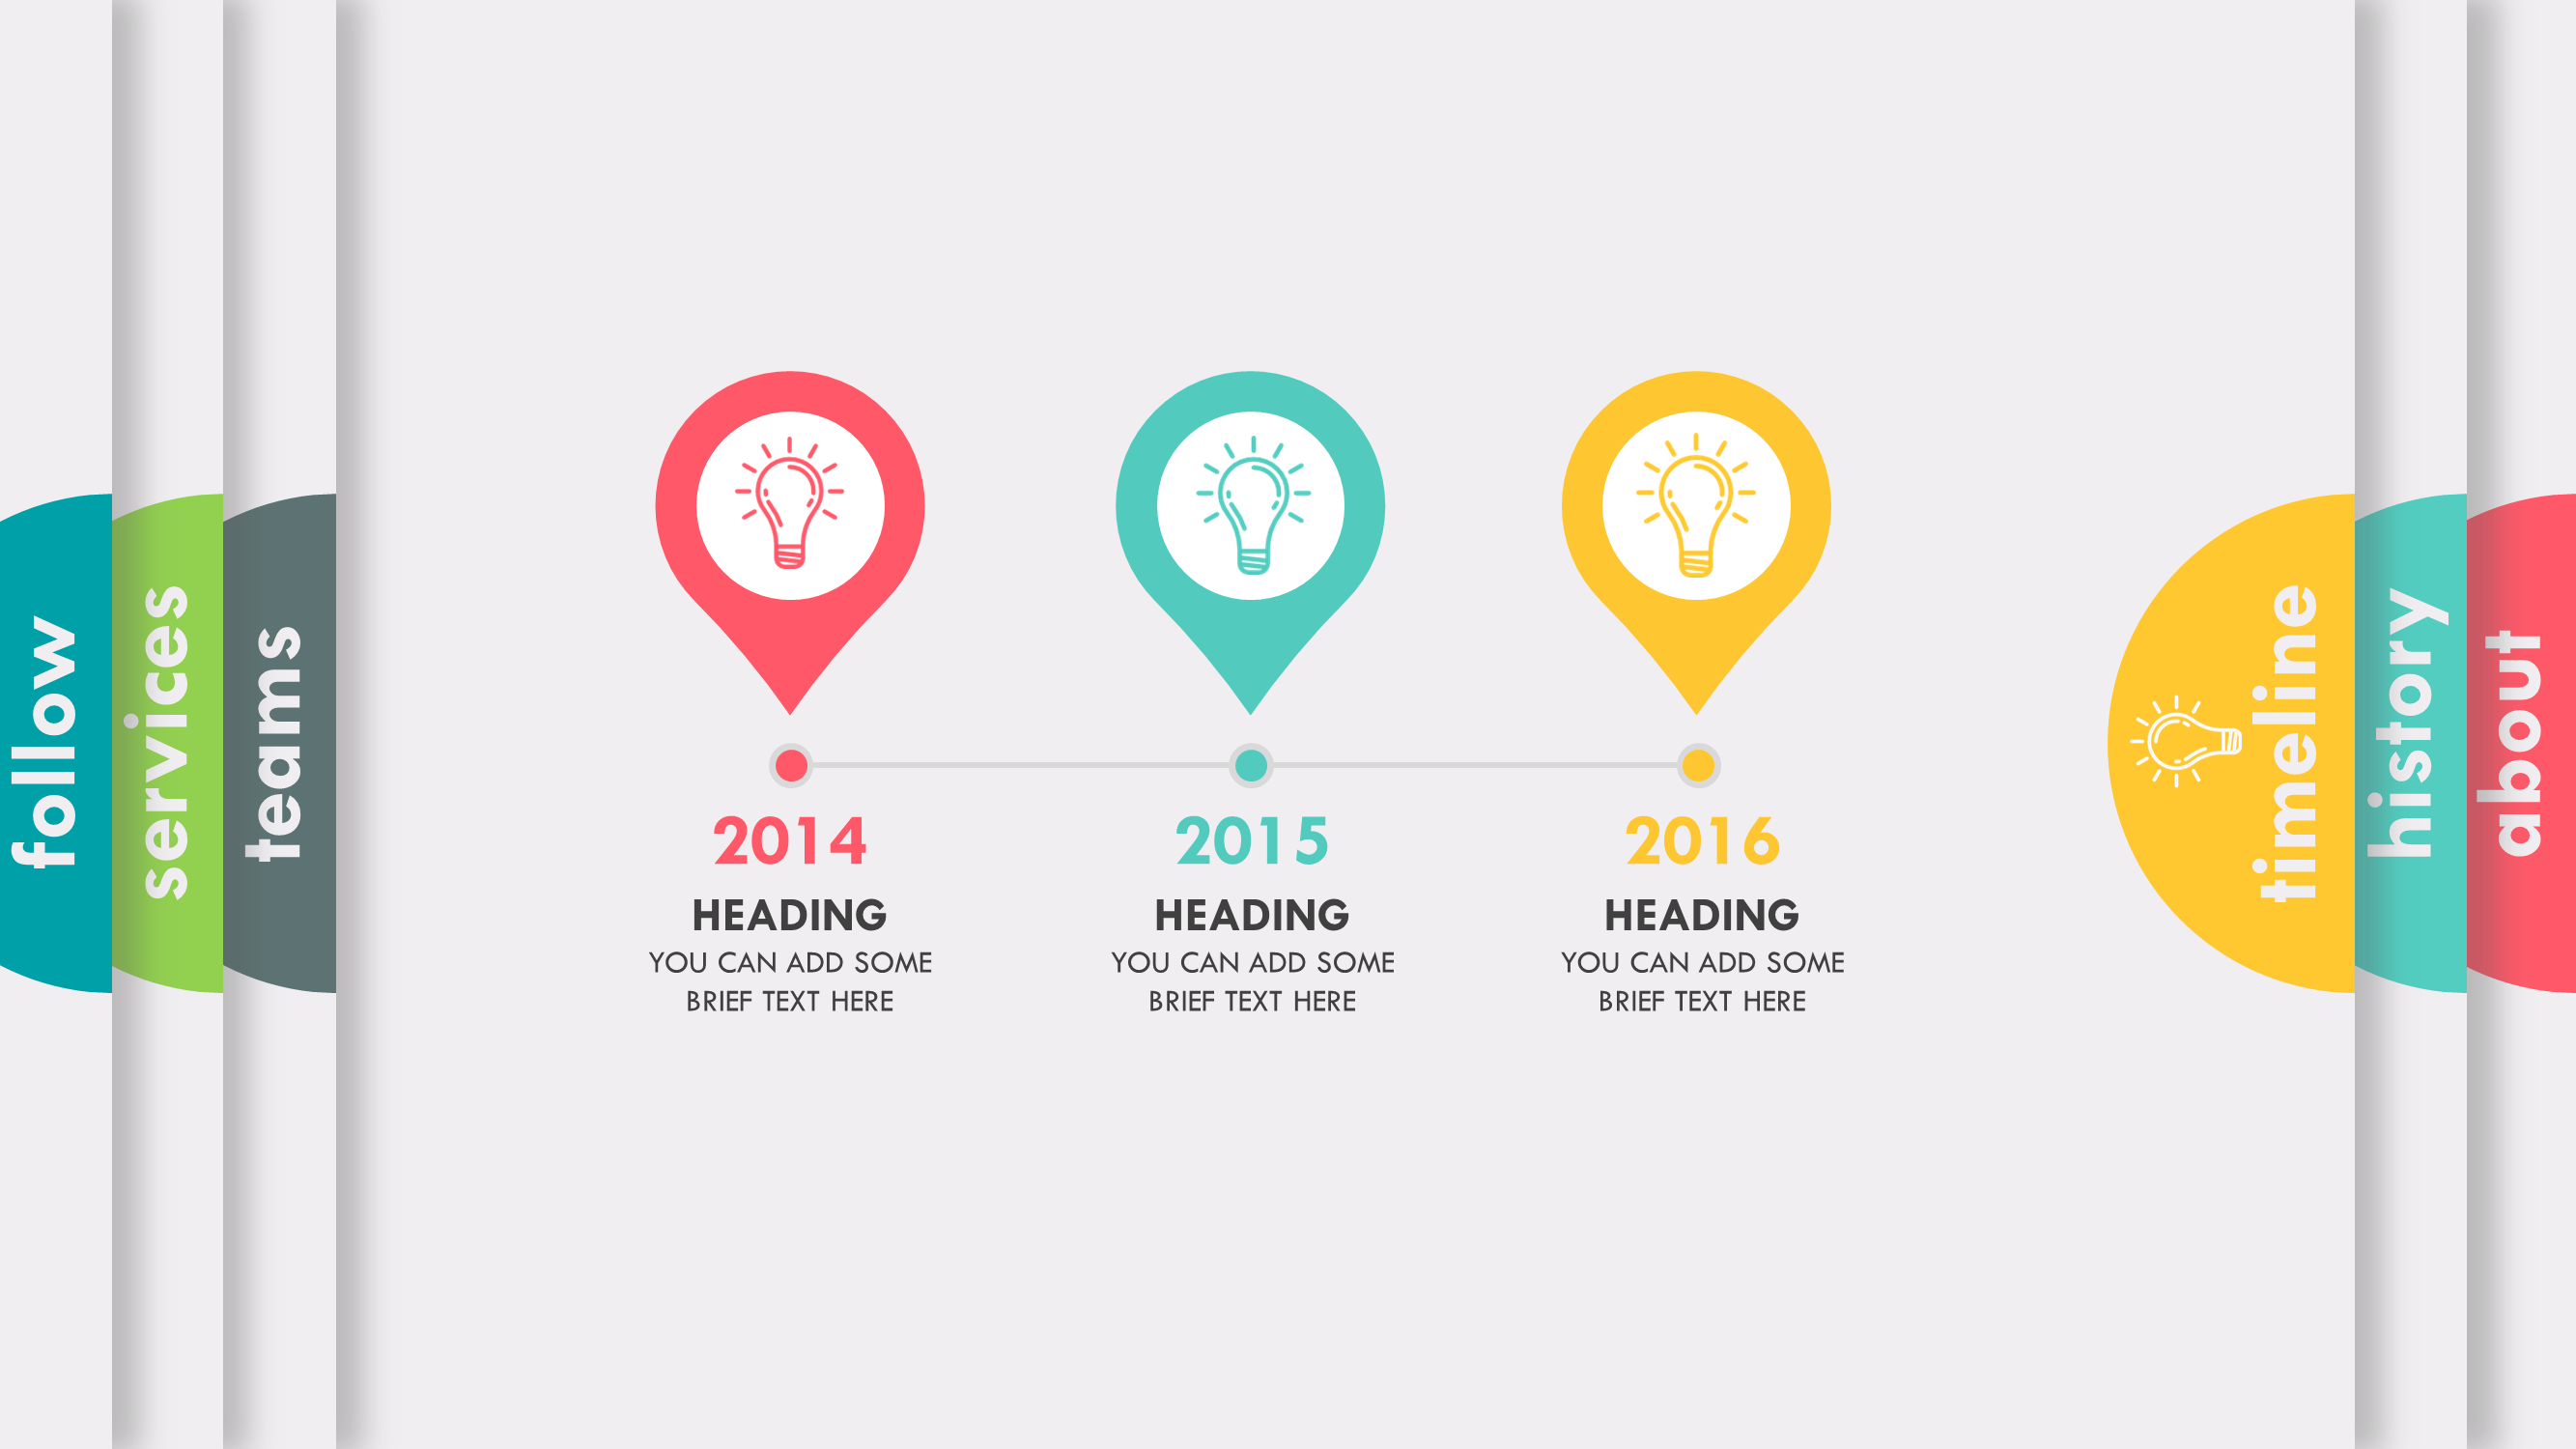 follow
services
teams
2014
HEADING
YOU CAN ADD SOME
BRIEF TEXT HERE
2015
HEADING
YOU CAN ADD SOME
BRIEF TEXT HERE
2016
HEADING
YOU CAN ADD SOME
BRIEF TEXT HERE
timeline
history
about